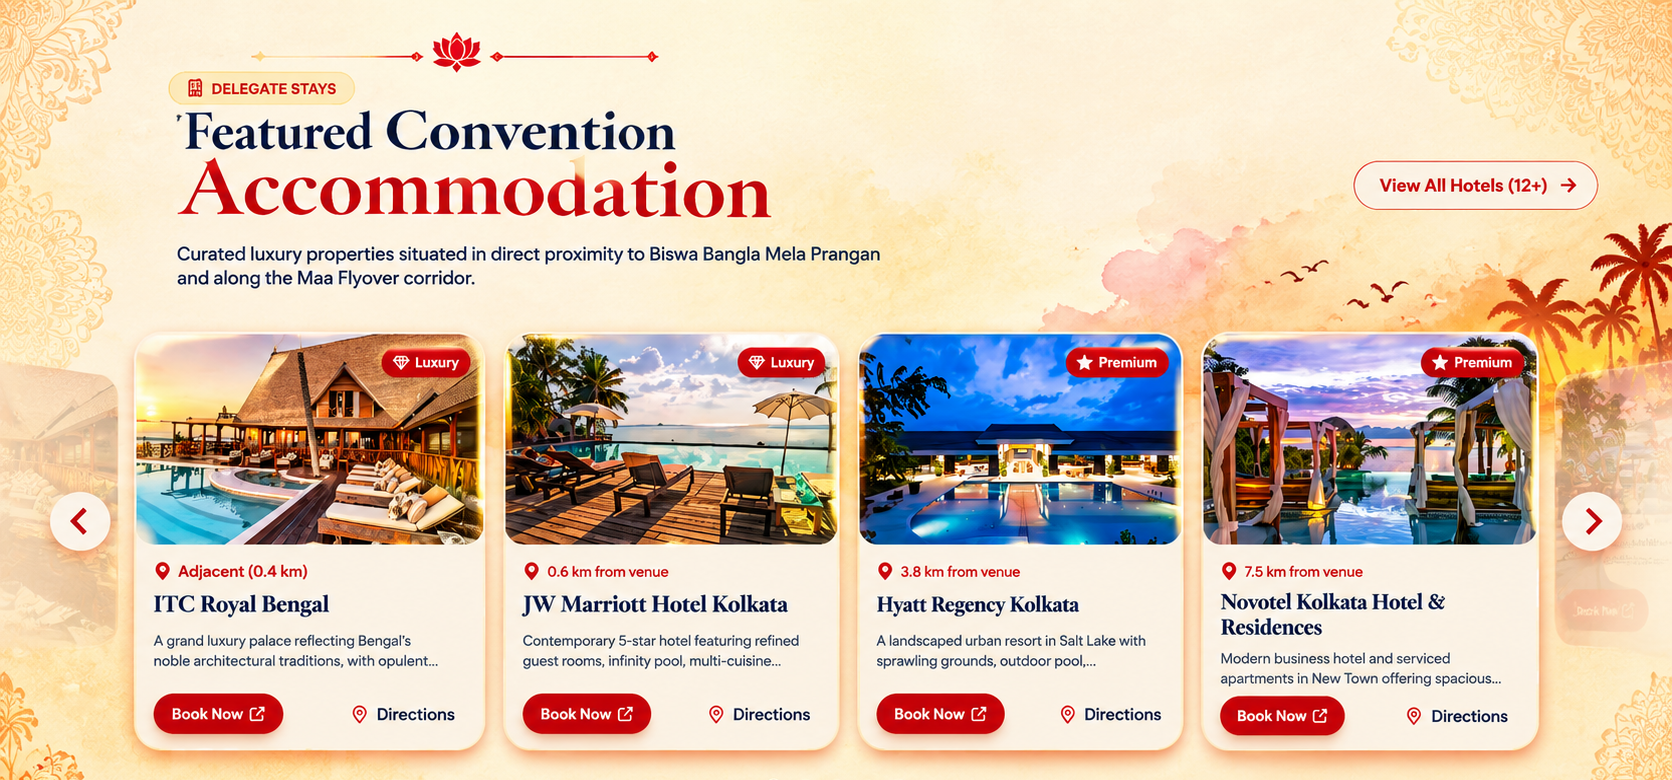 DELEGATE STAYS
Featured Convention
Accommodation
Curated luxury properties situated in direct proximity to Biswa Bangla Mela Prangan
and along the Maa Flyover corridor.
View All Hotels (12+)
Luxury
Adjacent (0.4 km)
ITC Royal Bengal
A grand luxury palace reflecting Bengal's
noble architectural traditions, with opulent...
Book Now
Directions
Luxury
0.6 km from venue
JW Marriott Hotel Kolkata
Contemporary 5-star hotel featuring refined
guest rooms, infinity pool, multi-cuisine...
Book Now
Directions
Premium
3.8 km from venue
Hyatt Regency Kolkata
A landscaped urban resort in Salt Lake with
sprawling grounds, outdoor pool,...
Book Now
Directions
Premium
7.5 km from venue
Novotel Kolkata Hotel &
Residences
Modern business hotel and serviced
apartments in New Town offering spacious...
Book Now
Directions